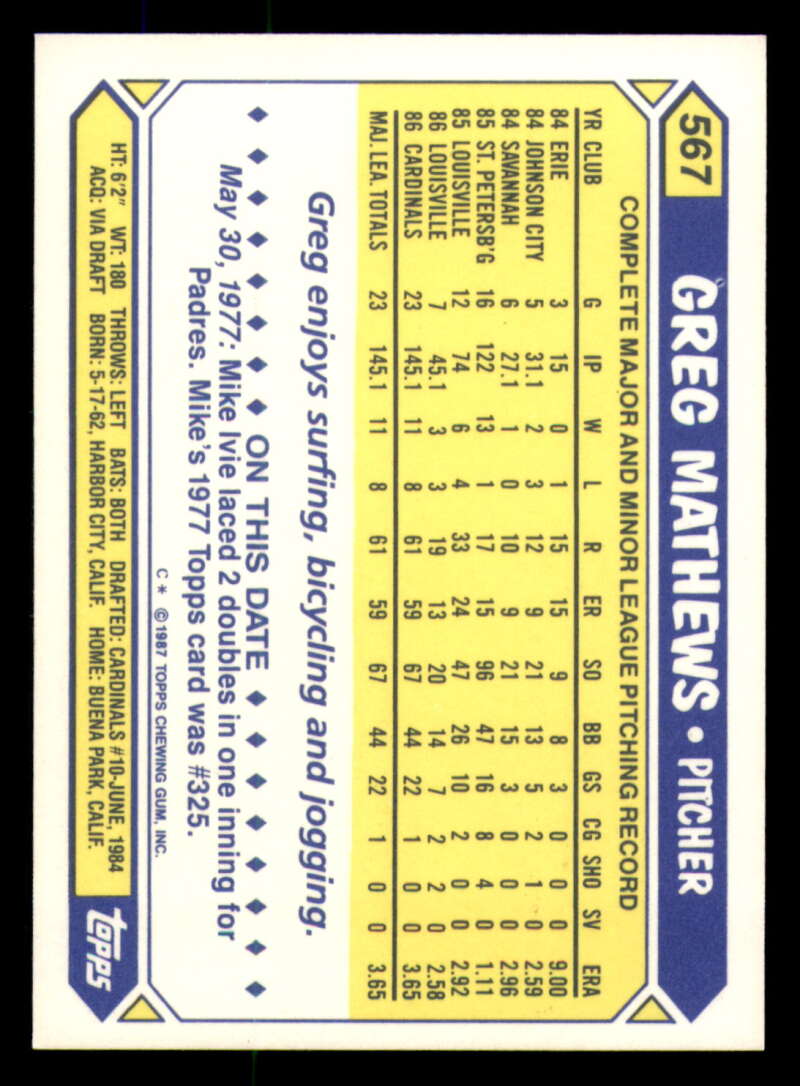 567
GREG MATHEWS • PITCHER
COMPLETE MAJOR AND MINOR LEAGUE PITCHING RECORD
YR CLUB G IP W L R ER SO BB GS CG SHO SV ERA
84 ERIE 3 15 0 1 15 15 9 8 3 0 0 0 9.00
84 JOHNSON CITY 5 31.1 2 3 12 9 21 13 5 2 1 0 2.59
84 SAVANNAH 6 27.1 1 0 10 9 21 15 3 0 0 0 2.96
85 ST. PETERSB'G 16 122 13 1 17 15 96 47 16 8 4 0 1.11
85 LOUISVILLE 12 74 6 4 33 24 47 26 10 2 0 0 2.92
86 LOUISVILLE 7 45.1 3 3 19 13 20 14 7 2 2 0 2.58
86 CARDINALS 23 145.1 11 8 61 59 67 44 22 1 0 0 3.65
MAJ. LEA. TOTALS 23 145.1 11 8 61 59 67 44 22 1 0 0 3.65
Greg enjoys surfing, bicycling and jogging.
♦ ♦ ♦ ♦ ♦ ♦ ♦ ♦ ON THIS DATE ♦ ♦ ♦ ♦ ♦ ♦ ♦ ♦
May 30, 1977: Mike Ivie laced 2 doubles in one inning for
Padres. Mike's 1977 Topps card was #325.
C * ©1987 TOPPS CHEWING GUM, INC.
HT: 6'2" WT: 180 THROWS: LEFT BATS: BOTH DRAFTED: CARDINALS #10-JUNE, 1984
ACQ: VIA DRAFT BORN: 5-17-62, HARBOR CITY, CALIF. HOME: BUENA PARK, CALIF.
topps